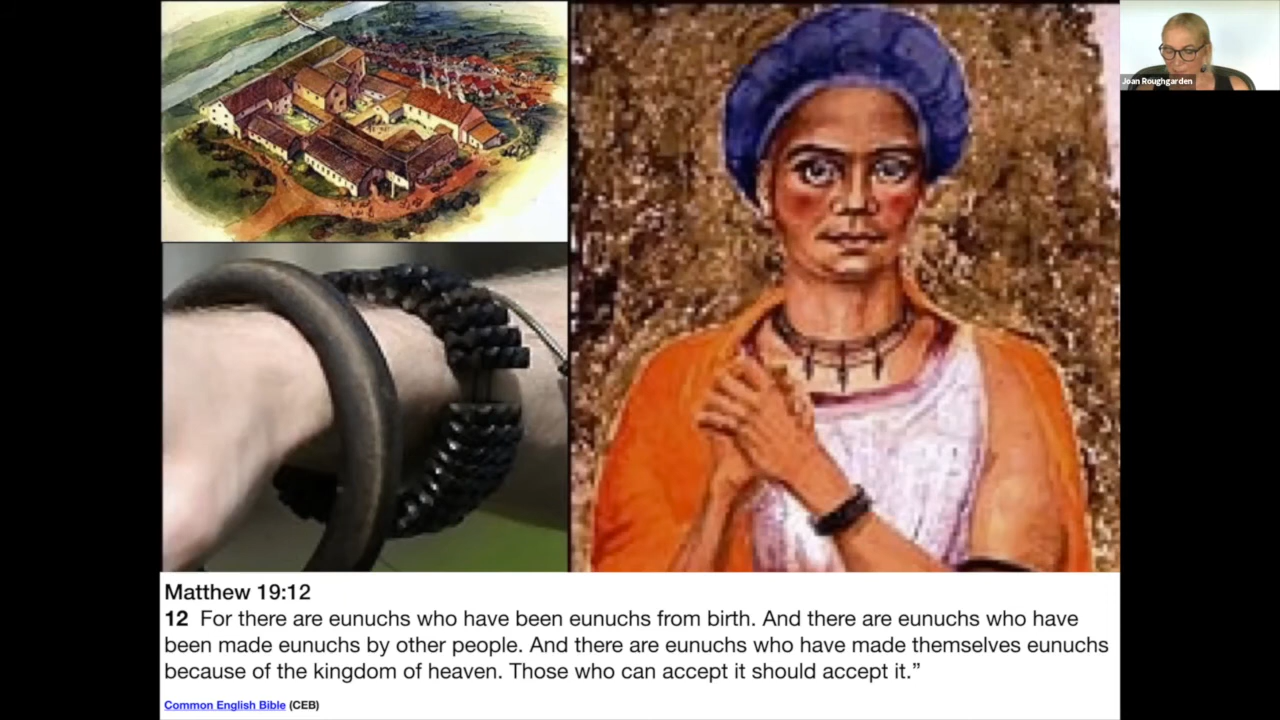 Joan Roughgarden
Matthew 19:12
12 For there are eunuchs who have been eunuchs from birth. And there are eunuchs who have
been made eunuchs by other people. And there are eunuchs who have made themselves eunuchs
because of the kingdom of heaven. Those who can accept it should accept it.”
Common English Bible (CEB)